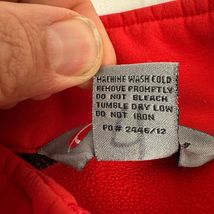 MACHINE WASH COLD
REMOVE PROMPTLY
DO NOT BLEACH
TUMBLE DRY LOW
DO NOT IRON
PO # 2446/12